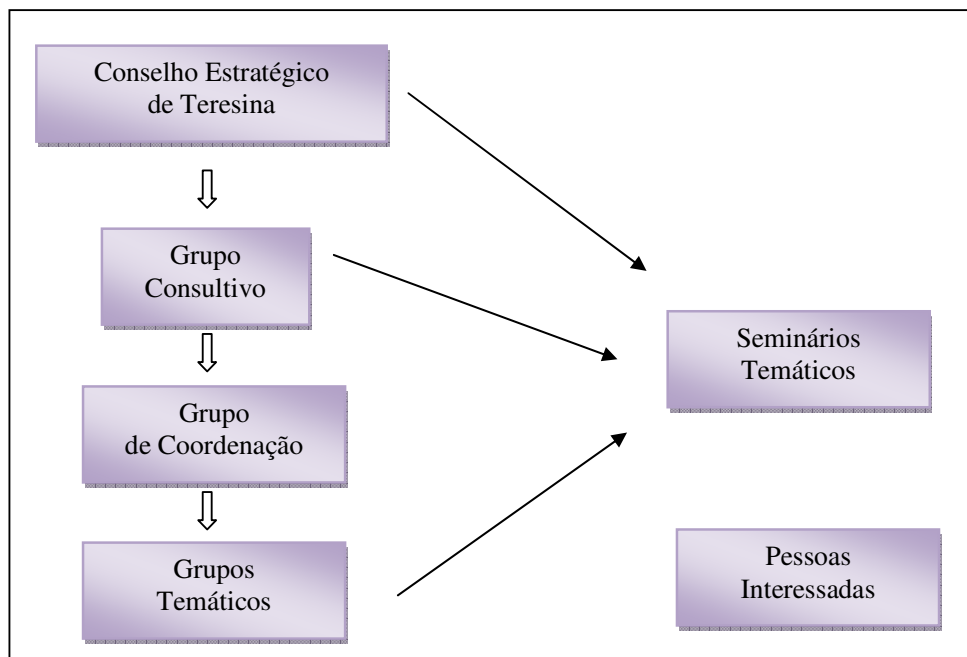 Conselho Estratégico
de Teresina
Grupo
Consultivo
Grupo
de Coordenação
Grupos
Temáticos
Seminários
Temáticos
Pessoas
Interessadas